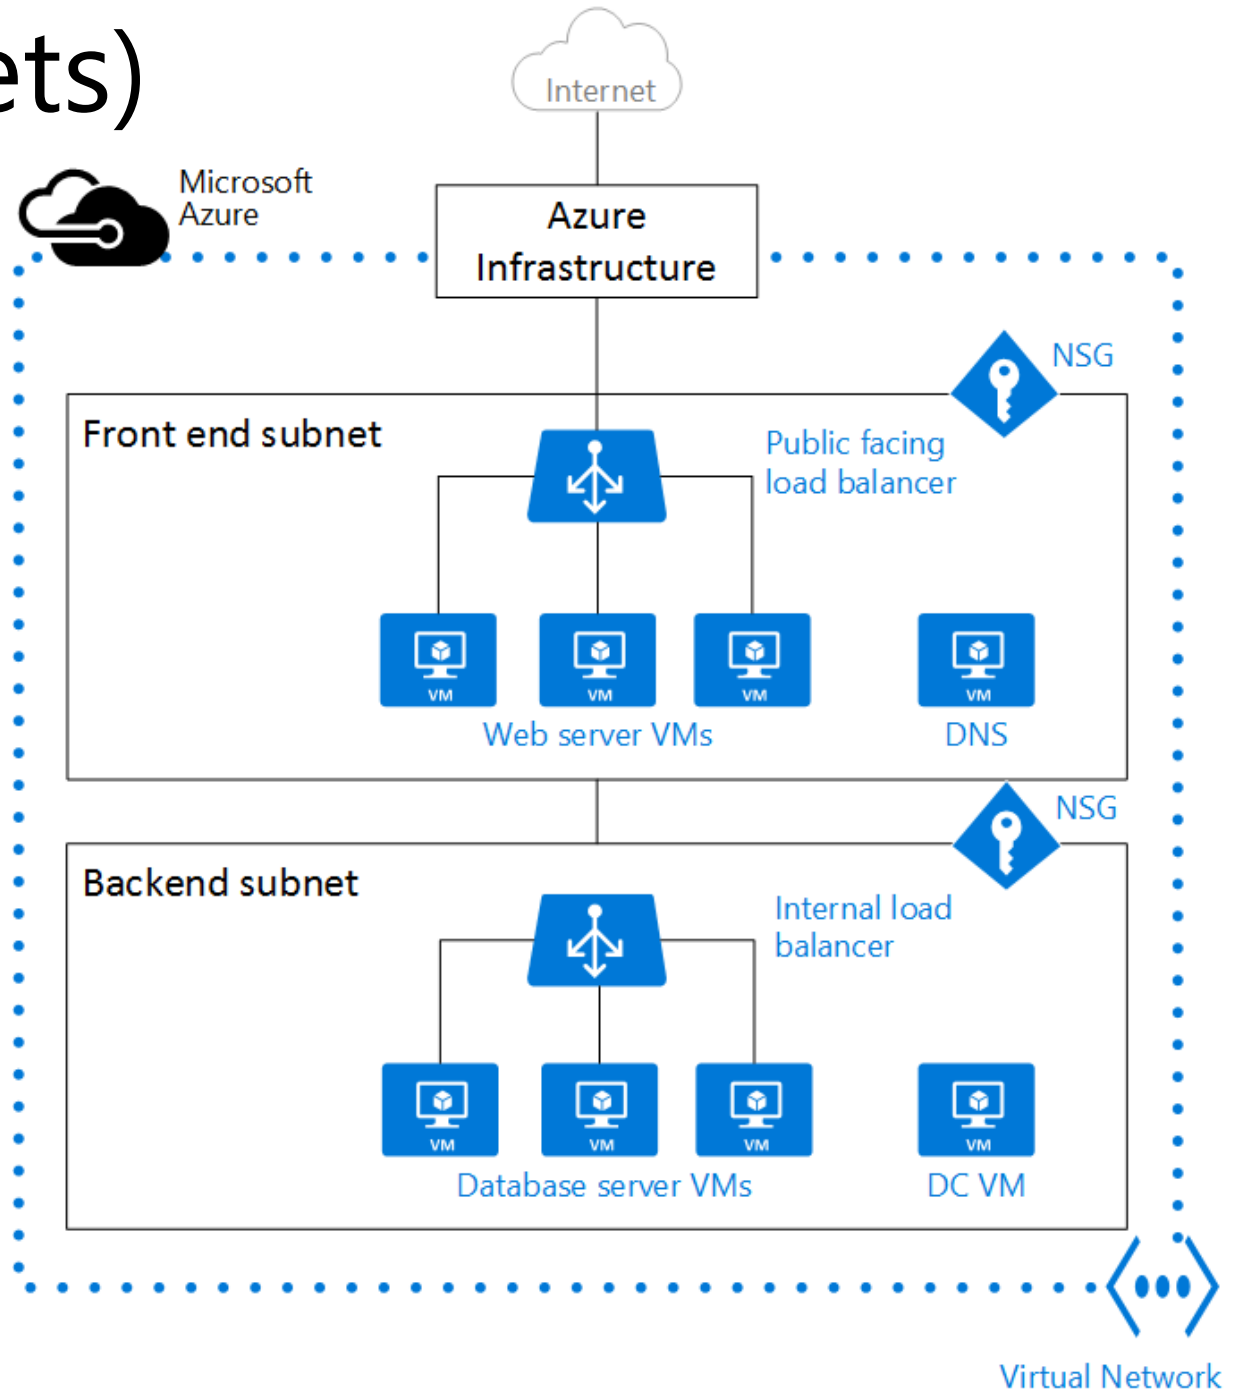 ets)
Internet
Microsoft
Azure
Azure
Infrastructure
NSG
Front end subnet
Public facing
load balancer
VM
VM
VM
VM
Web server VMs
DNS
NSG
Backend subnet
Internal load
balancer
VM
VM
VM
VM
Database server VMs
DC VM
Virtual Network